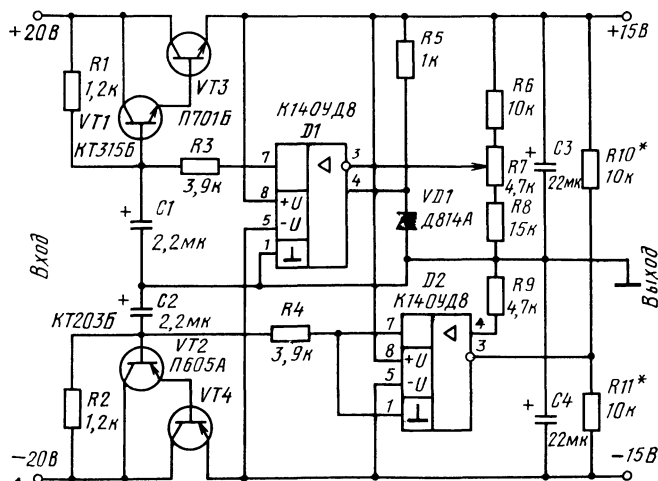 +20В
+15В
R1
1,2к
VT3
R5
1к
R6
10к
VT1
П701Б
К140УД8
D1
КТ315Б
R3
3,9к
7
3
4
8
+U
5
-U
1
⊥
R7
4,7к
+
C3
22мк
R10*
10к
VD1
Д814А
R8
15к
+
C1
2,2мк
Вход
Выход
+
C2
2,2мк
КТ203Б
R4
3,9к
D2
К140УД8
R9
4,7к
7
4
3
8
+U
5
-U
1
⊥
VT2
П605А
VT4
R2
1,2к
+
C4
22мк
R11*
10к
-20В
-15В